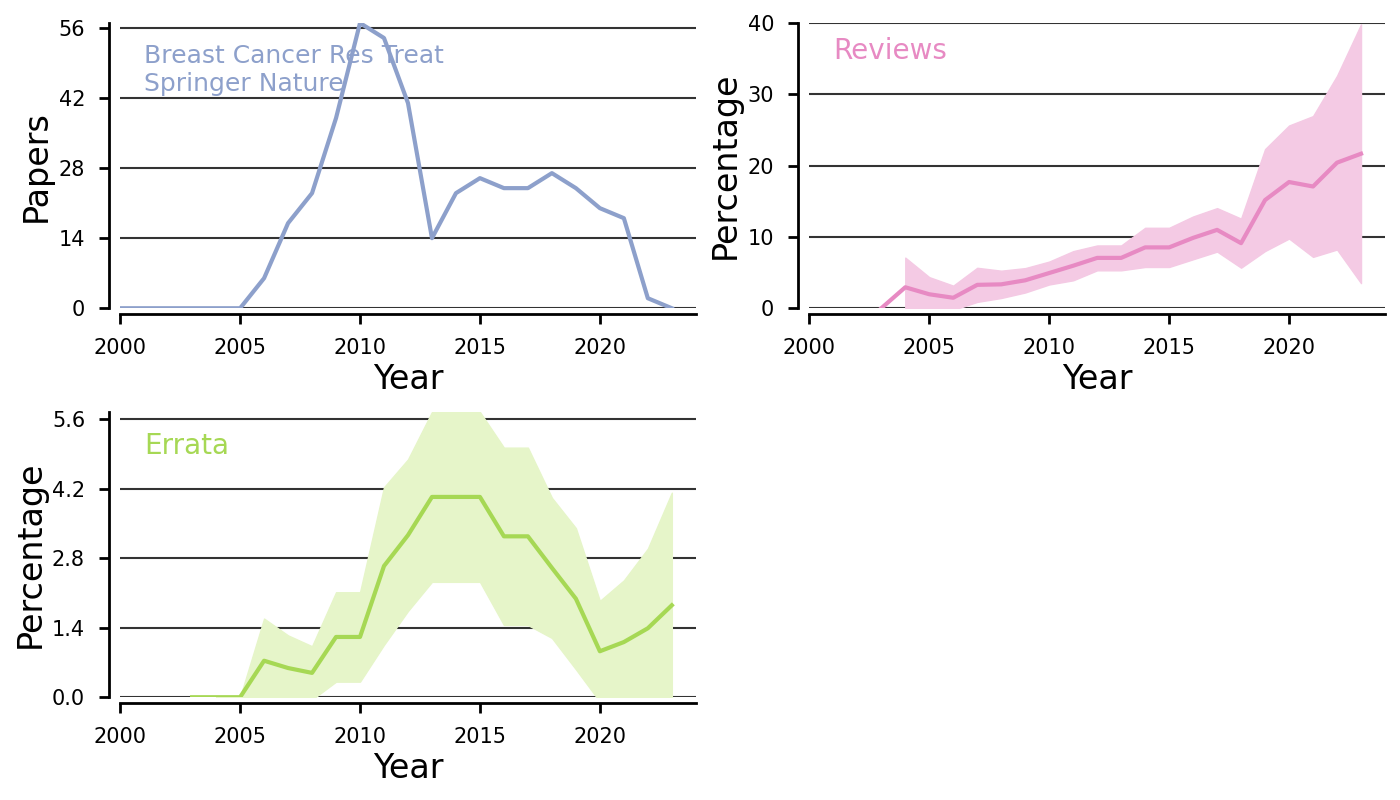 56
42
28
14
0
Papers
Breast Cancer Res Treat
Springer Nature
2000 2005 2010 2015 2020
Year
40
30
20
10
0
Percentage
Reviews
2000 2005 2010 2015 2020
Year
5.6
4.2
2.8
1.4
0.0
Percentage
Errata
2000 2005 2010 2015 2020
Year